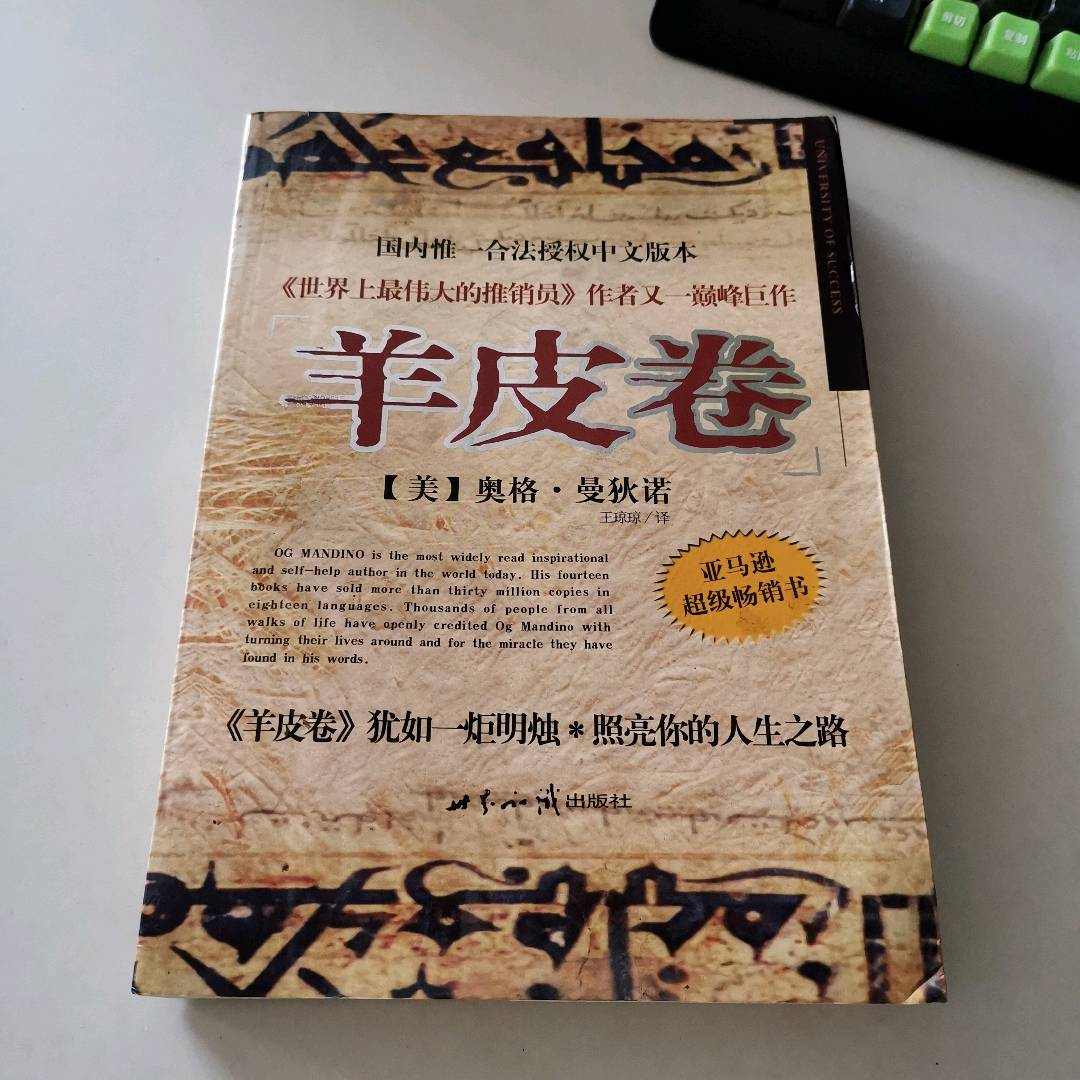 剪切
复制
UNIVERSITY OF SUCCESS
国内惟一合法授权中文版本
《世界上最伟大的推销员》作者又一巅峰巨作
「羊皮卷」
【美】奥格·曼狄诺
王琼琼/译
OG MANDINO is the most widely read inspirational
and self-help author in the world today. His fourteen
books have sold more than thirty million copies in
eighteen languages. Thousands of people from all
walks of life have openly credited Og Mandino with
turning their lives around and for the miracle they have
found in his words.
亚马逊
超级畅销书
《羊皮卷》犹如一炬明烛*照亮你的人生之路
世界知识出版社